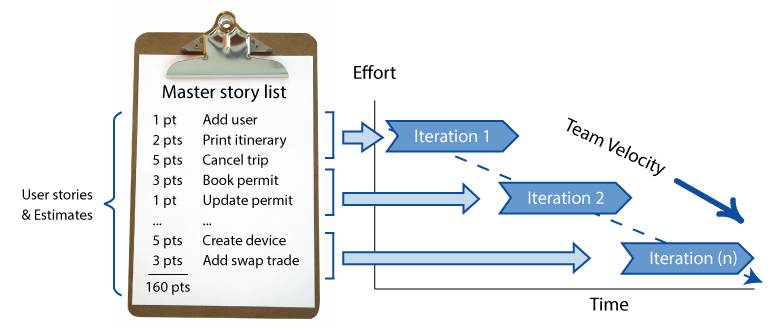 Master story list
1 pt Add user
2 pts Print itinerary
5 pts Cancel trip
3 pts Book permit
1 pt Update permit
... ...
5 pts Create device
3 pts Add swap trade
160 pts
User stories
& Estimates
Effort
Iteration 1
Iteration 2
Iteration (n)
Team Velocity
Time